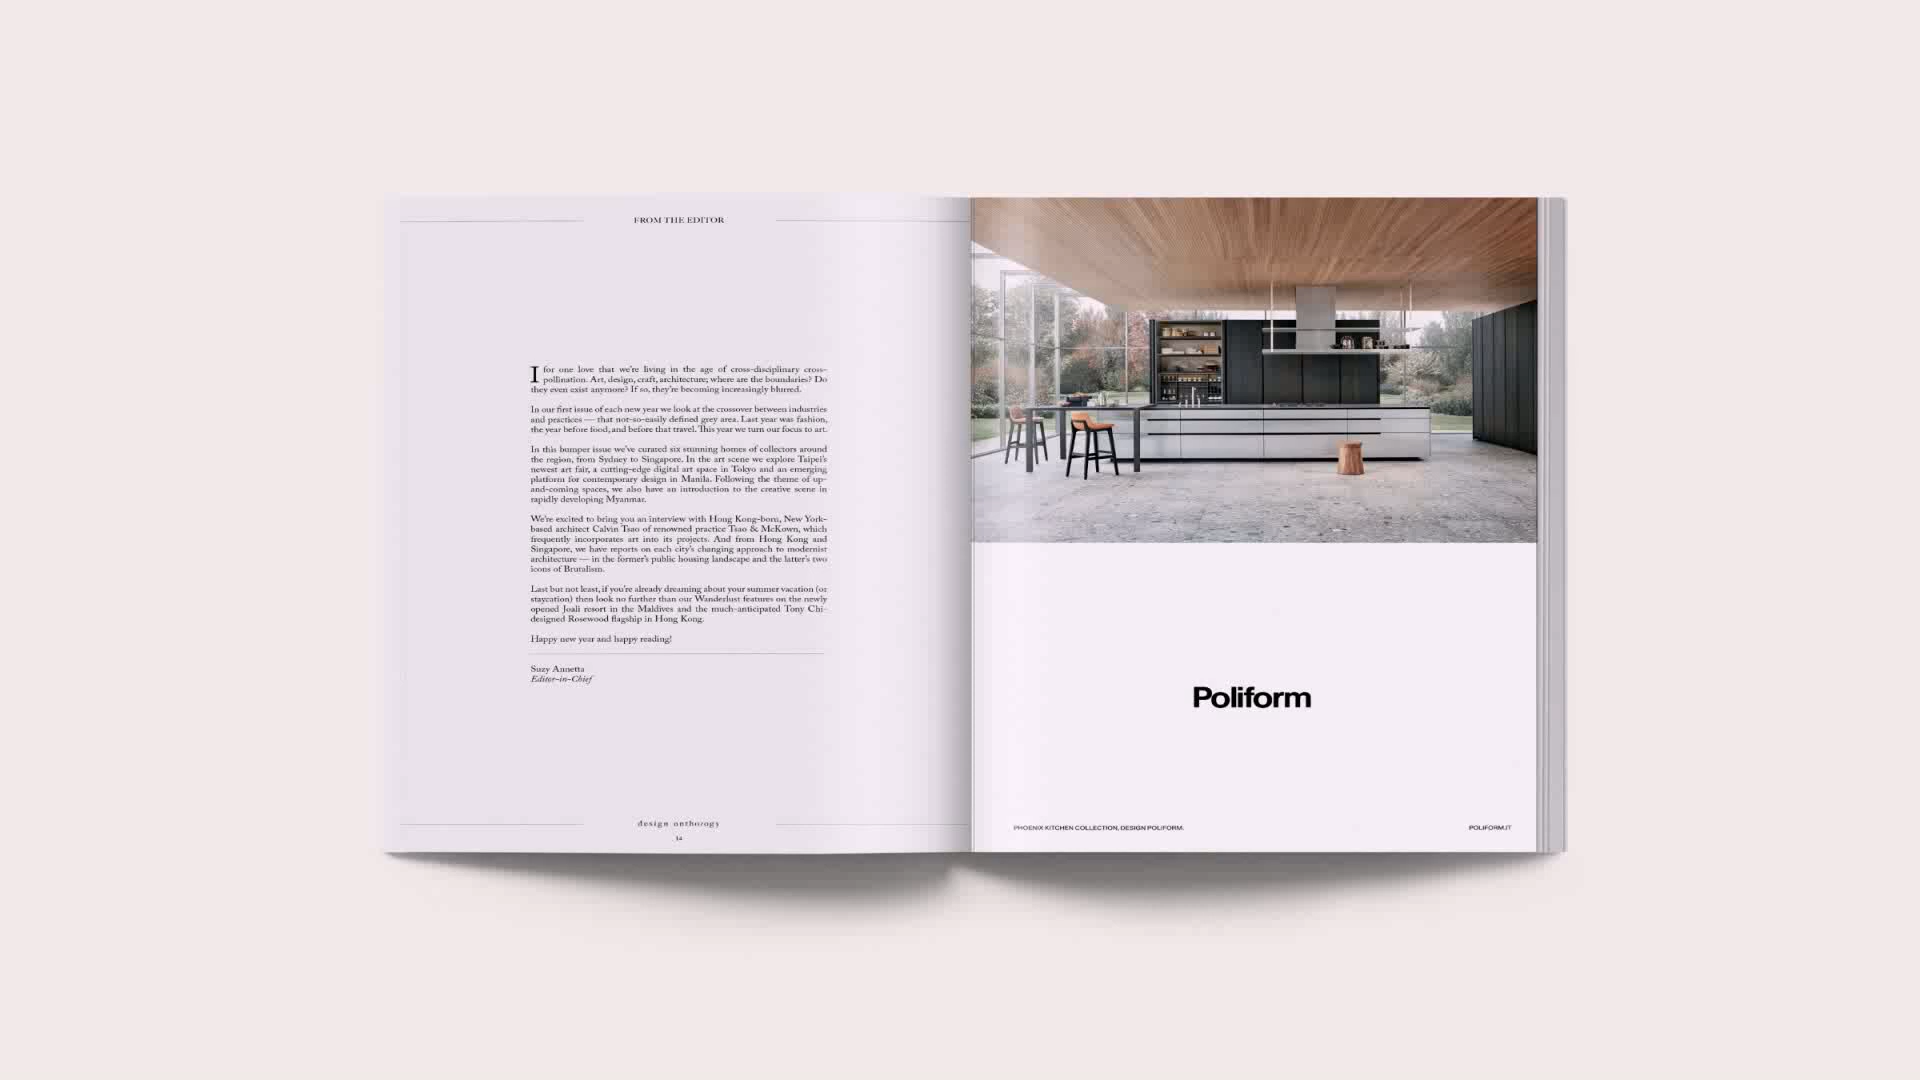 FROM THE EDITOR
I for one love that we're living in the age of cross-disciplinary cross-
pollination. Art, design, craft, architecture; where are the boundaries? Do
they even exist anymore? If so, they're becoming increasingly blurred.
In our first issue of each new year we look at the crossover between industries
and practices — that not-so-easily defined grey area. Last year was fashion,
the year before food, and before that travel. This year we turn our focus to art.
In this bumper issue we've curated six stunning homes of collectors around
the region, from Sydney to Singapore. In the art scene we explore Taipei's
newest art fair, a cutting-edge digital art space in Tokyo and an emerging
platform for contemporary design in Manila. Following the theme of up-
and-coming spaces, we also have an introduction to the creative scene in
rapidly developing Myanmar.
We're excited to bring you an interview with Hong Kong-born, New York-
based architect Calvin Tsao of renowned practice Tsao & McKown, which
frequently incorporates art into its projects. And from Hong Kong and
Singapore, we have reports on each city's changing approach to modernist
architecture — in the former's public housing landscape and the latter's two
icons of Brutalism.
Last but not least, if you're already dreaming about your summer vacation (or
staycation) then look no further than our Wanderlust features on the newly
opened Joali resort in the Maldives and the much-anticipated Tony Chi-
designed Rosewood flagship in Hong Kong.
Happy new year and happy reading!
Suzy Annetta
Editor-in-Chief
design anthology
Poliform
PHOENIX KITCHEN COLLECTION, DESIGN POLIFORM.
POLIFORM.IT